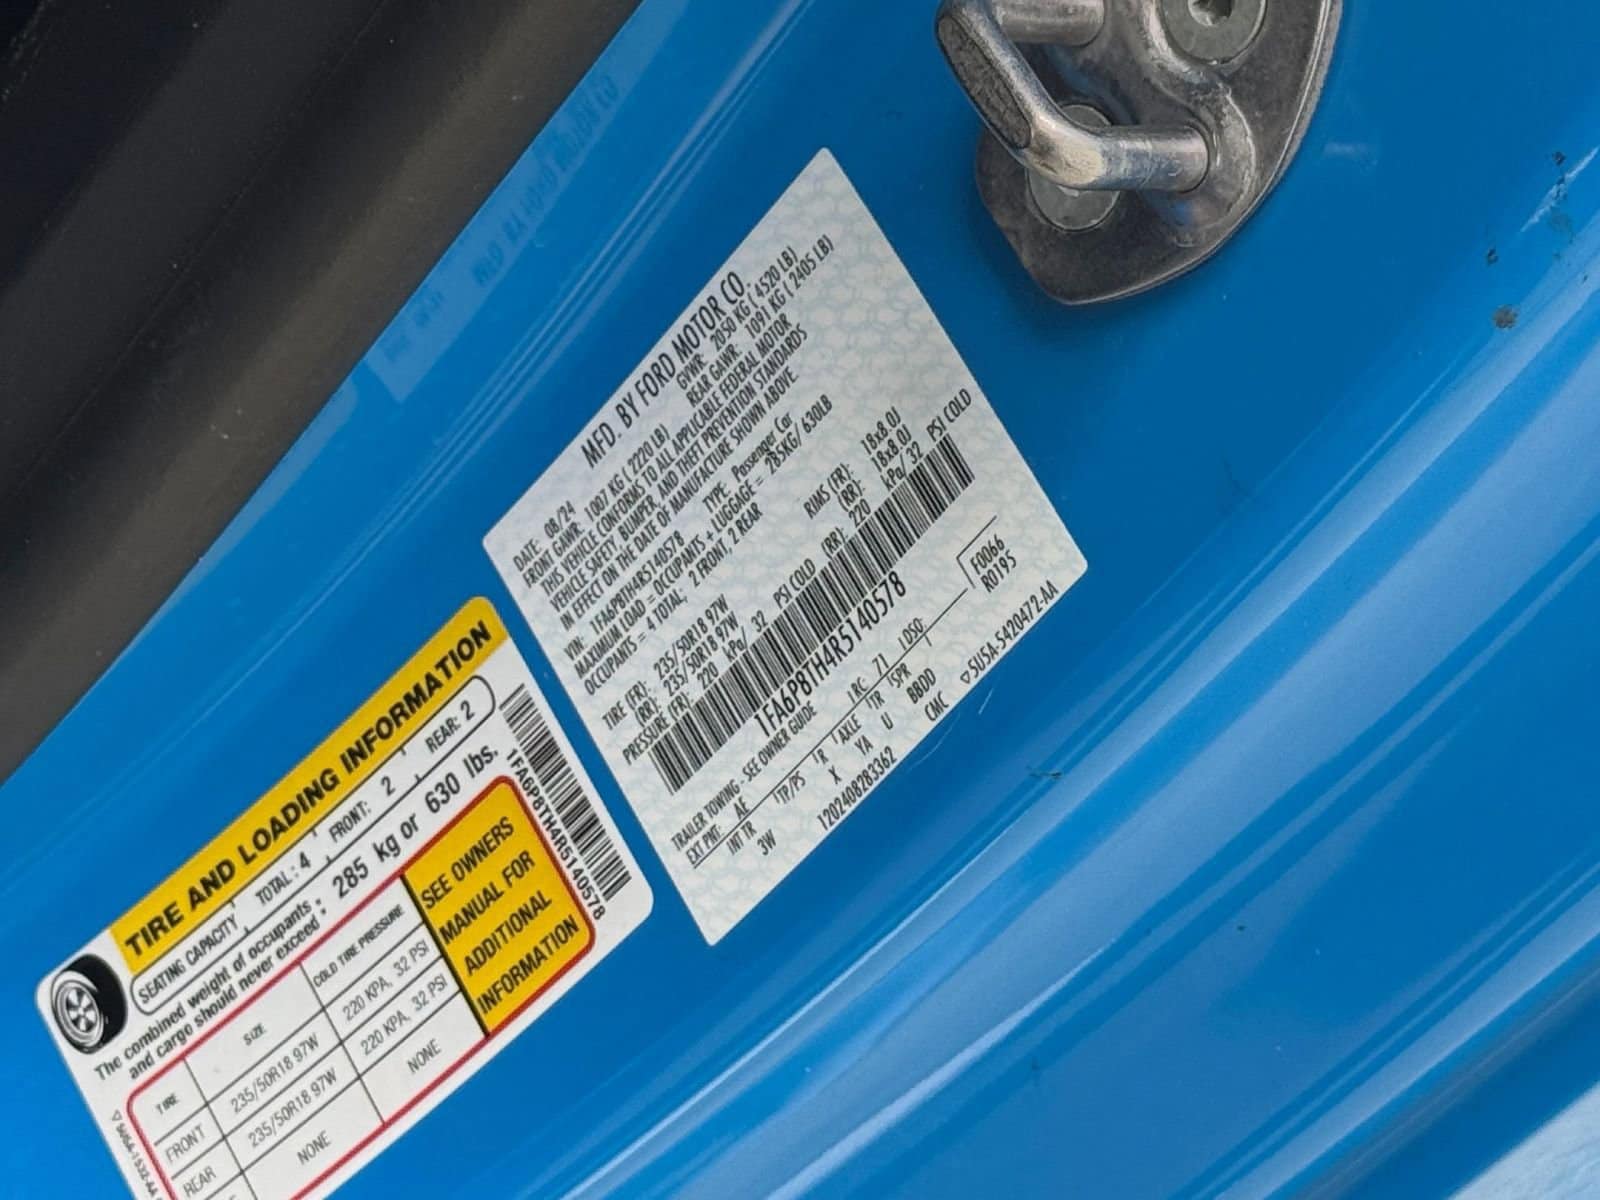 MFD. BY FORD MOTOR CO.
DATE: 08/24 GVWR: 2050 KG ( 4520 LB)
FRONT GAWR: 1007 KG ( 2220 LB) REAR GAWR: 1091 KG ( 2405 LB)
THIS VEHICLE CONFORMS TO ALL APPLICABLE FEDERAL MOTOR
VEHICLE SAFETY, BUMPER, AND THEFT PREVENTION STANDARDS
IN EFFECT ON THE DATE OF MANUFACTURE SHOWN ABOVE
VIN: 1FA6P8TH4R5140578 TYPE: Passenger Car
MAXIMUM LOAD = OCCUPANTS + LUGGAGE = 285KG/ 630LB
OCCUPANTS = 4 TOTAL; 2 FRONT, 2 REAR
TIRE (FR): 235/50R18 97W RIMS (FR): 18x8.0J
(RR): 235/50R18 97W (RR): 18x8.0J
PRESSURE (FR): 220 kPa/ 32 PSI COLD (RR): 220 kPa/ 32 PSI COLD
1FA6P8TH4R5140578
TRAILER TOWING - SEE OWNER GUIDE
EXT PNT: AE RC: 71 DSO: F0066
R0195
INT TR TP/PS R AXLE TR SPR
3W X YA U BBDD
1202408283362 CMC ▽5U5A-5420472-AA
TIRE AND LOADING INFORMATION
SEATING CAPACITY TOTAL: 4 FRONT: 2 REAR: 2
The combined weight of occupants and cargo should never exceed : 285 kg or 630 lbs.
TIRE SIZE COLD TIRE PRESSURE
FRONT 235/50R18 97W 220 KPA, 32 PSI
REAR 235/50R18 97W 220 KPA, 32 PSI
NONE NONE
SEE OWNERS
MANUAL FOR
ADDITIONAL
INFORMATION
1FA6P8TH4R5140578
▽5U5A-1532-AA